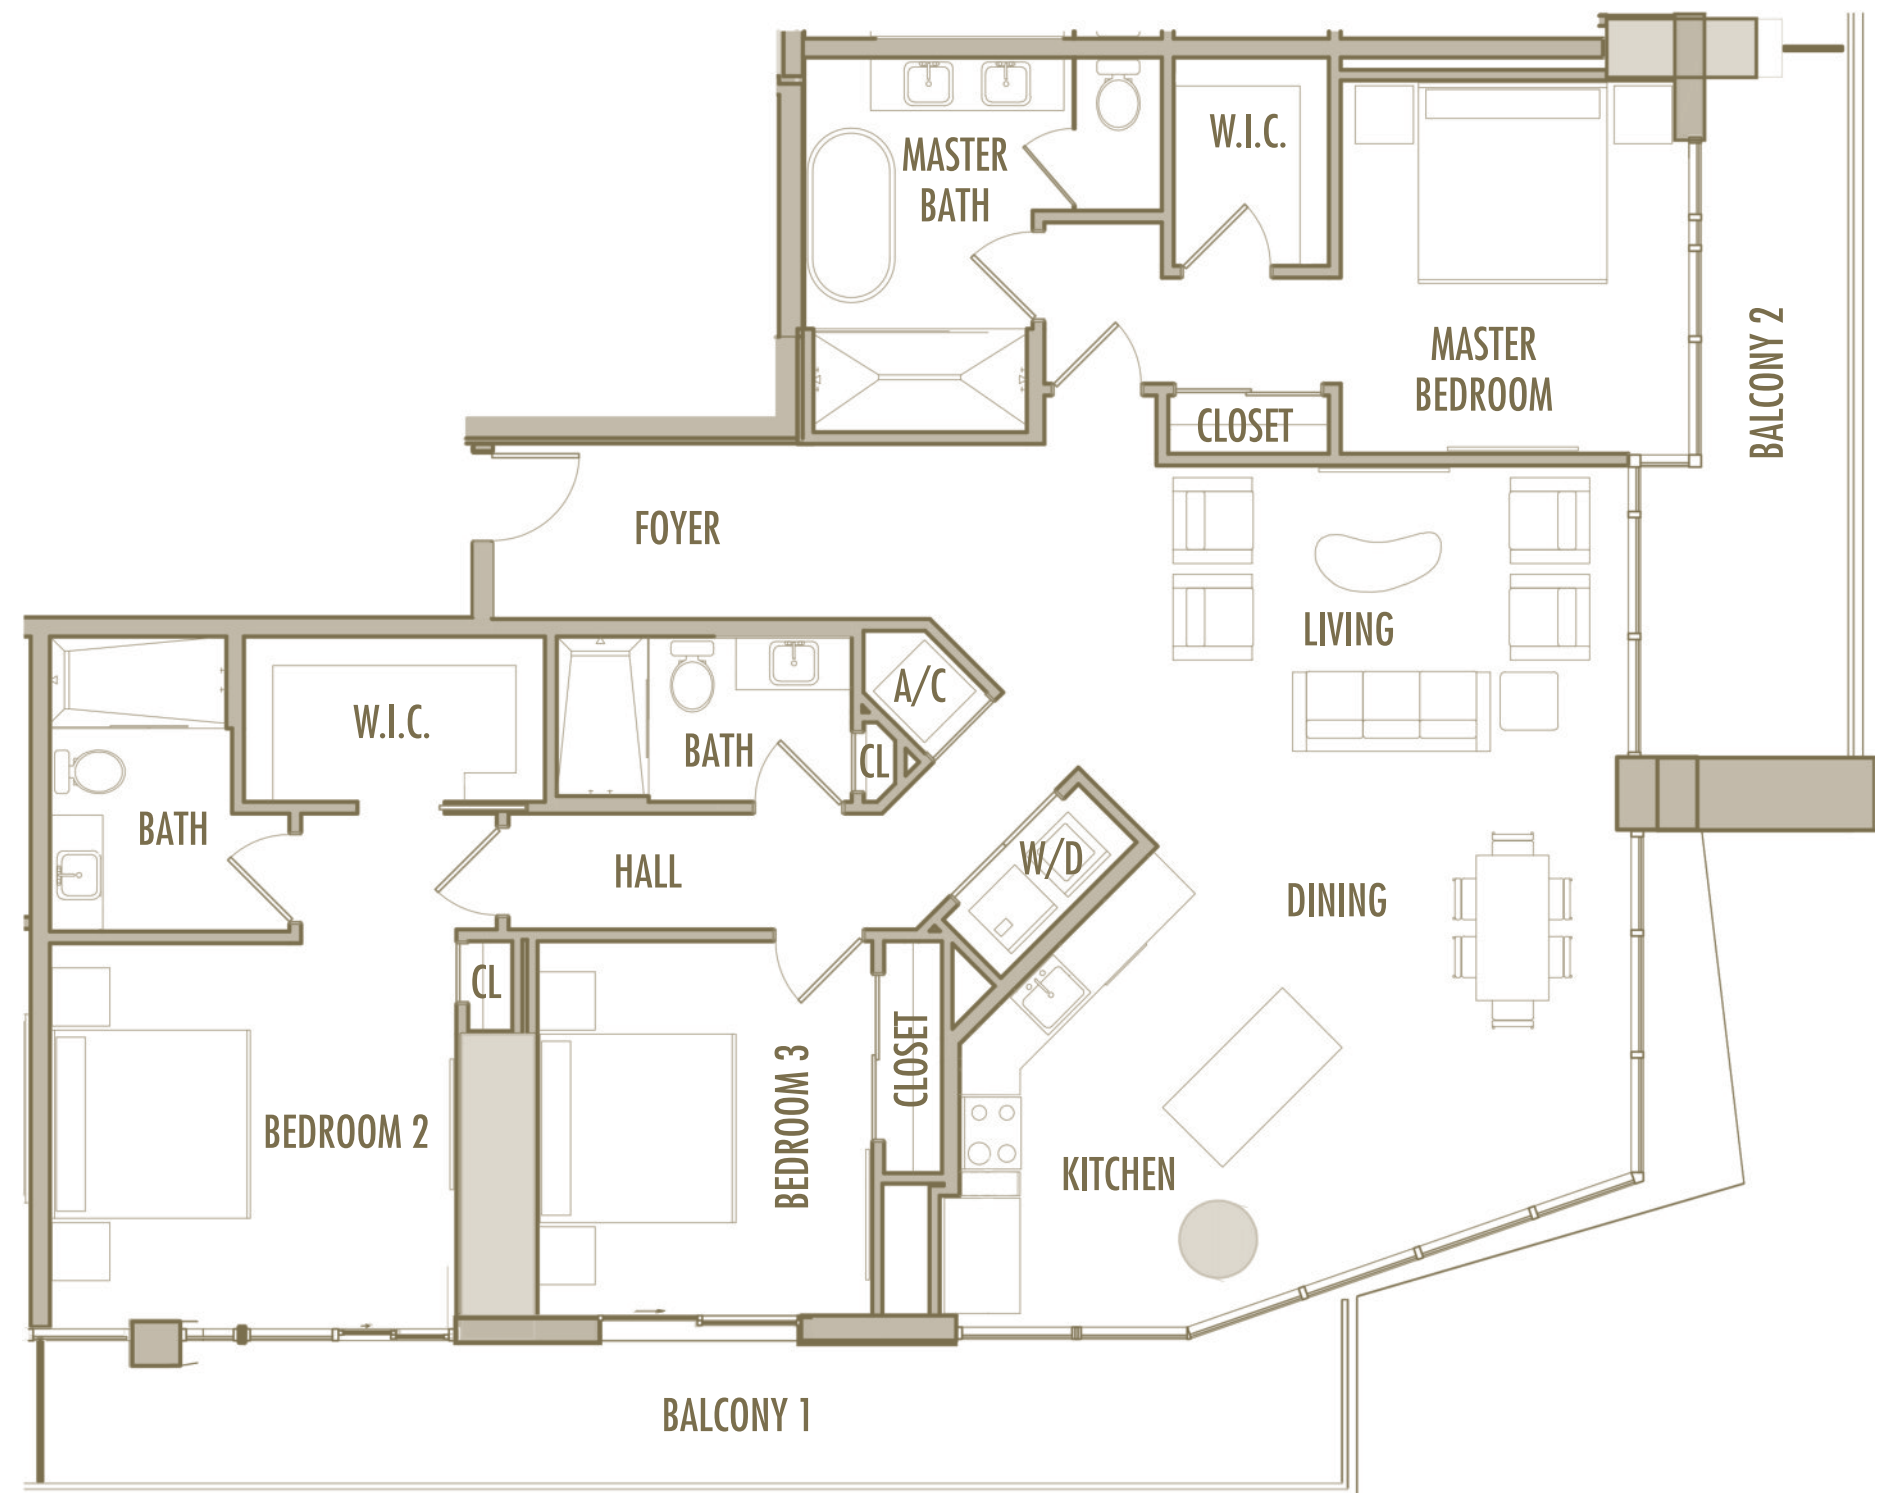 W.I.C.
MASTER
BATH
MASTER
BEDROOM
BALCONY 2
CLOSET
FOYER
LIVING
A/C
W.I.C.
BATH
CL
BATH
HALL
W/D
DINING
CL
CLOSET
BEDROOM 3
BEDROOM 2
KITCHEN
BALCONY 1